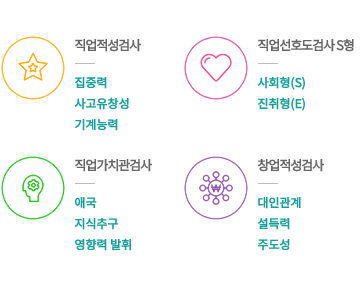 직업적성검사
집중력
사고유창성
기계능력
직업선호도검사 S형
사회형(S)
진취형(E)
직업가치관검사
애국
지식추구
영향력 발휘
창업적성검사
대인관계
설득력
주도성